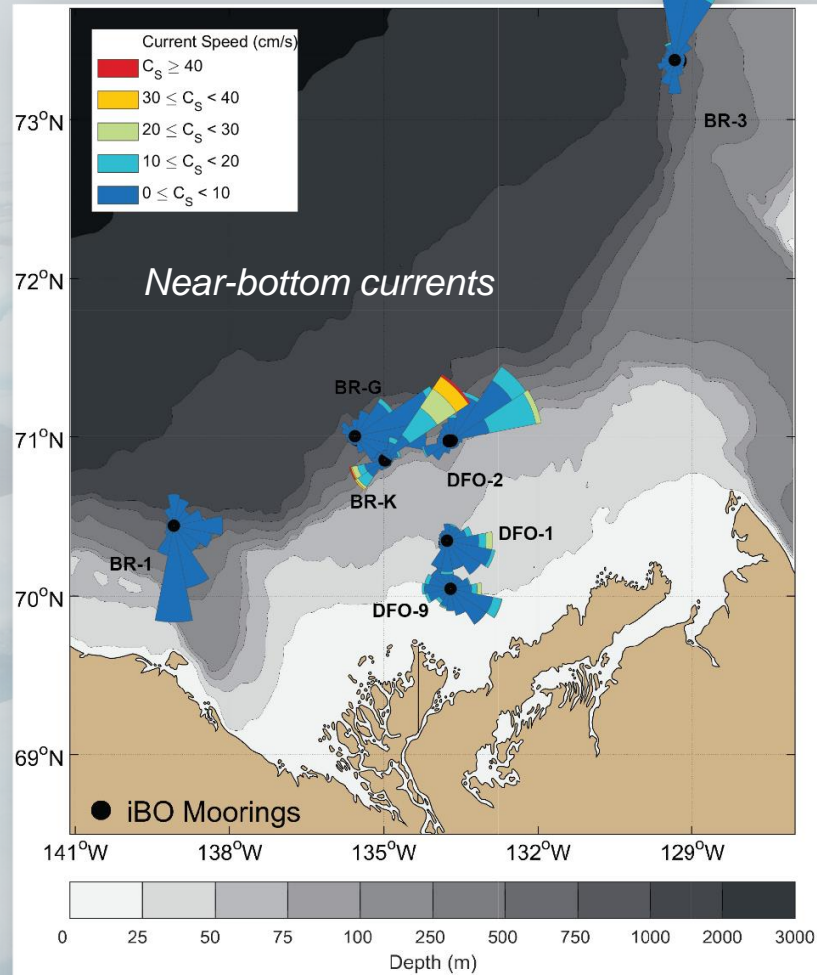 Current Speed (cm/s)
C_S ≥ 40
30 ≤ C_S < 40
20 ≤ C_S < 30
10 ≤ C_S < 20
0 ≤ C_S < 10
73°N
BR-3
72°N
Near-bottom currents
BR-G
71°N
DFO-2
BR-K
DFO-1
BR-1
70°N
DFO-9
69°N
iBO Moorings
141°W 138°W 135°W 132°W 129°W
0 25 50 75 100 250 500 750 1000 2000 3000
Depth (m)